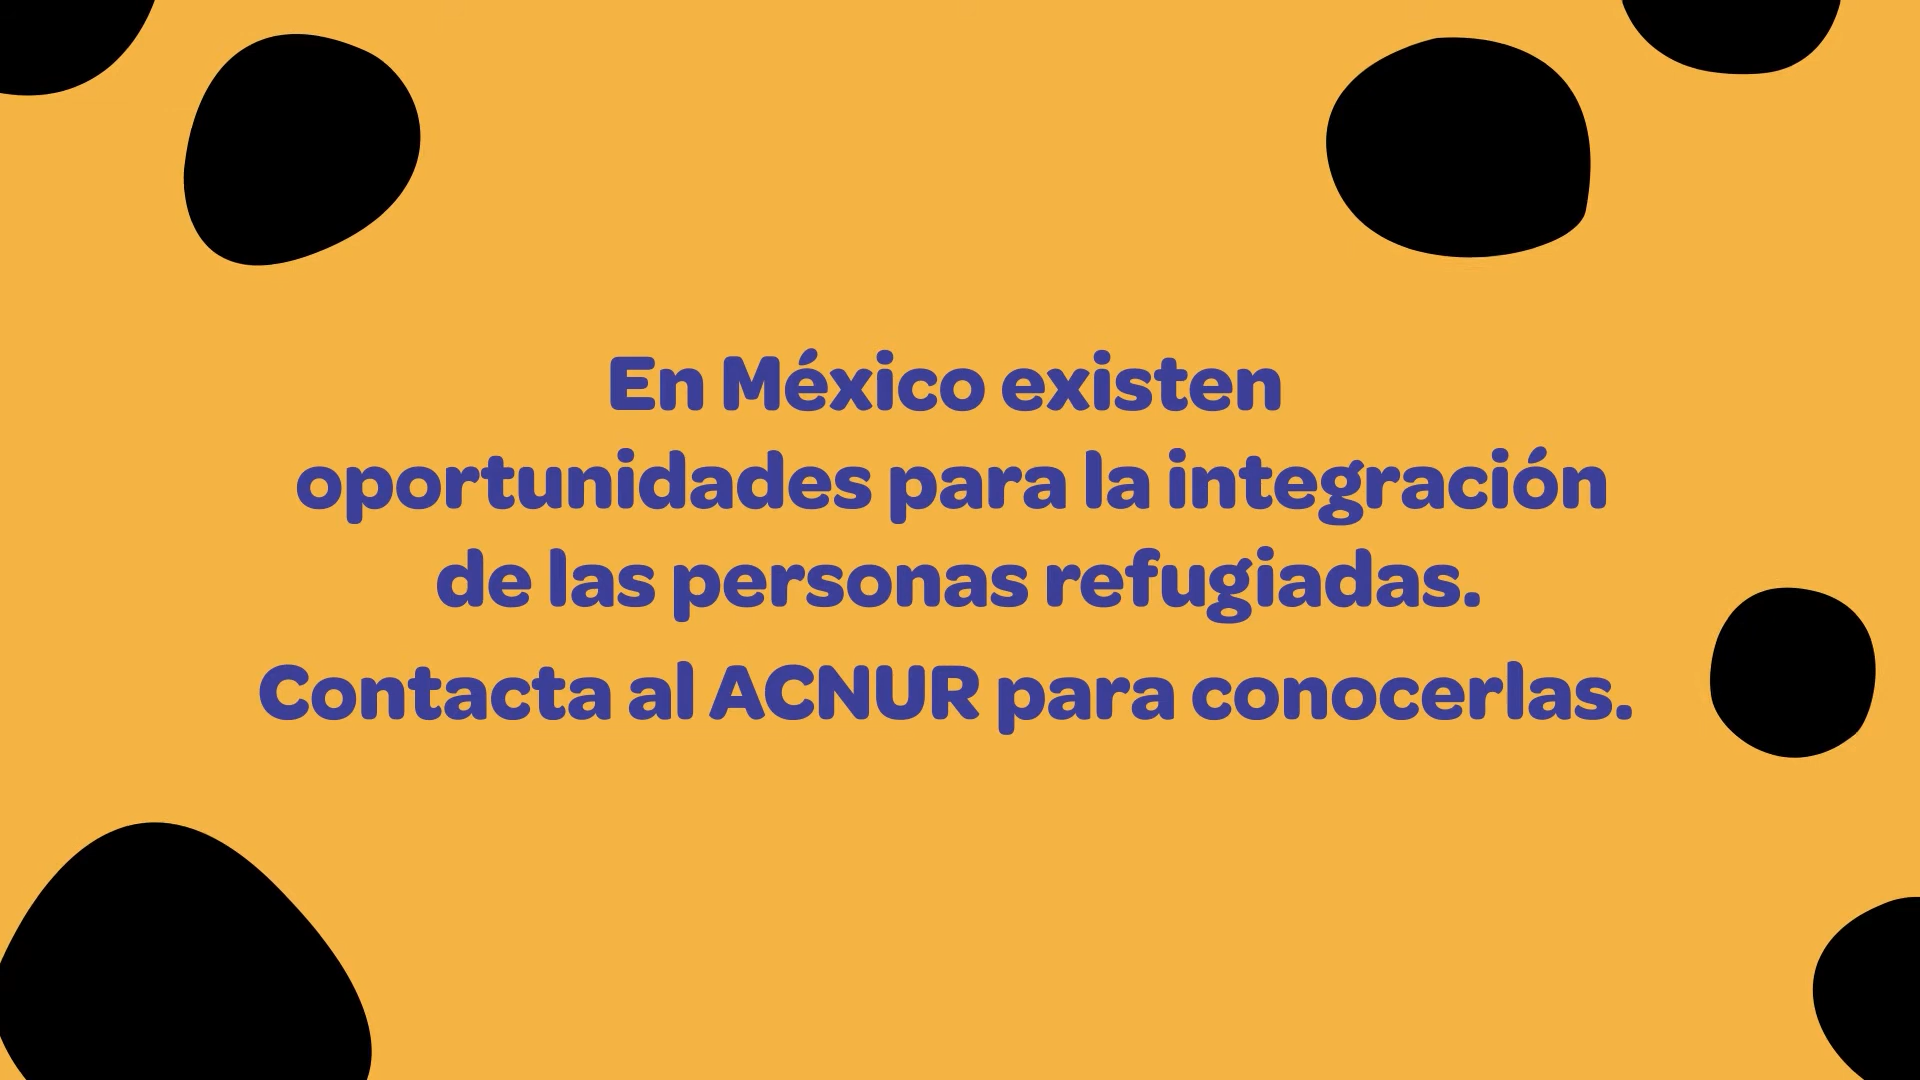 En México existen
oportunidades para la integración
de las personas refugiadas.
Contacta al ACNUR para conocerlas.